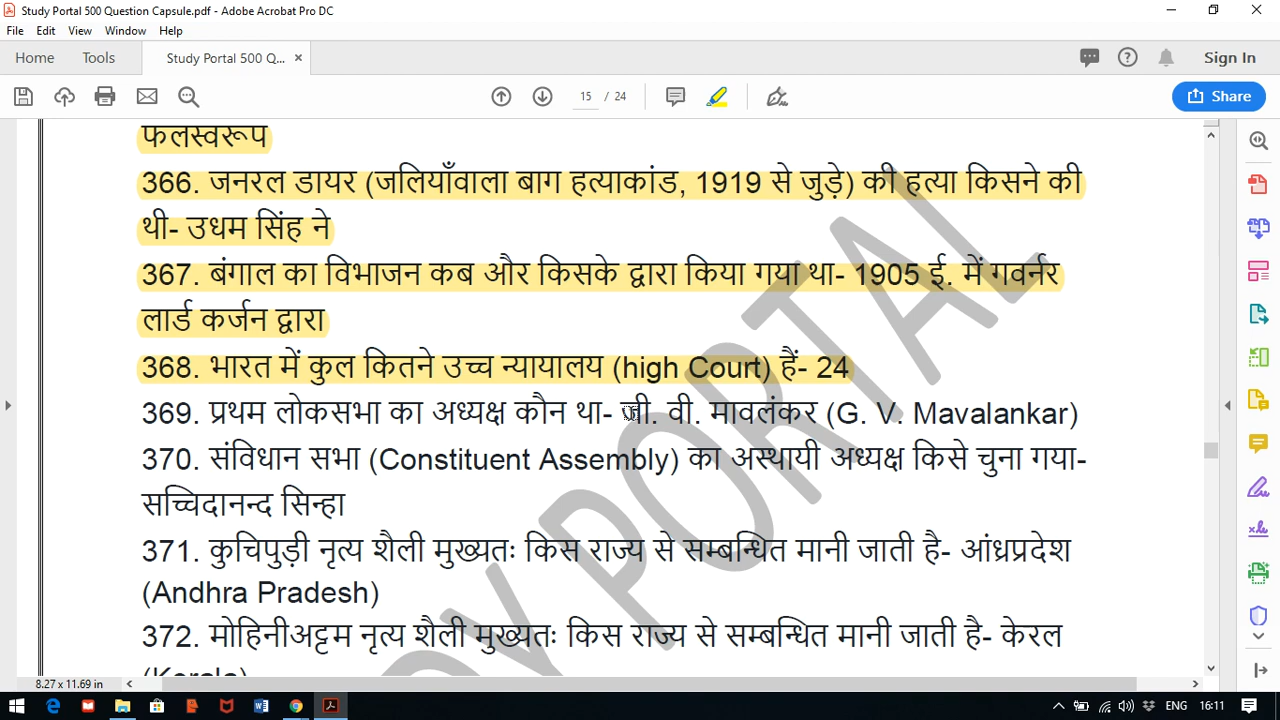 Study Portal 500 Question Capsule.pdf - Adobe Acrobat Pro DC
File Edit View Window Help
Home Tools Study Portal 500 Q... × Sign In
15 / 24 Share
फलस्वरूप
366. जनरल डायर (जलियाँवाला बाग हत्याकांड, 1919 से जुड़े) की हत्या किसने की
थी- उधम सिंह ने
367. बंगाल का विभाजन कब और किसके द्वारा किया गया था- 1905 ई. में गवर्नर
लार्ड कर्जन द्वारा
368. भारत में कुल कितने उच्च न्यायालय (high Court) हैं- 24
369. प्रथम लोकसभा का अध्यक्ष कौन था- जी. वी. मावलंकर (G. V. Mavalankar)
370. संविधान सभा (Constituent Assembly) का अस्थायी अध्यक्ष किसे चुना गया-
सच्चिदानन्द सिन्हा
371. कुचिपुड़ी नृत्य शैली मुख्यतः किस राज्य से सम्बन्धित मानी जाती है- आंध्रप्रदेश
(Andhra Pradesh)
372. मोहिनीअट्टम नृत्य शैली मुख्यतः किस राज्य से सम्बन्धित मानी जाती है- केरल
(Kerala)
DY PORTAL
8.27 x 11.69 in
ENG 16:11